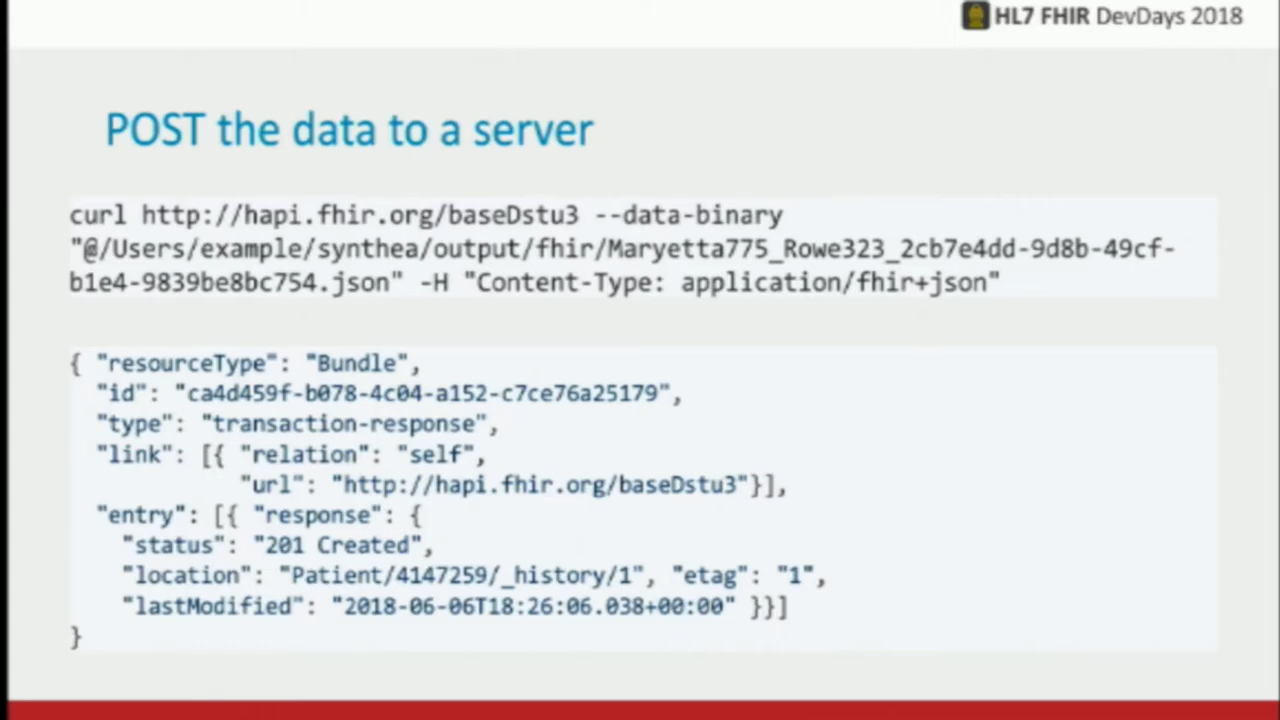 HL7 FHIR DevDays 2018
POST the data to a server
curl http://hapi.fhir.org/baseDstu3 --data-binary
"@/Users/example/synthea/output/fhir/Maryetta775_Rowe323_2cb7e4dd-9d8b-49cf-
b1e4-9839be8bc754.json" -H "Content-Type: application/fhir+json"
{ "resourceType": "Bundle",
  "id": "ca4d459f-b078-4c04-a152-c7ce76a25179",
  "type": "transaction-response",
  "link": [{ "relation": "self",
             "url": "http://hapi.fhir.org/baseDstu3"}],
  "entry": [{ "response": {
    "status": "201 Created",
    "location": "Patient/4147259/_history/1", "etag": "1",
    "lastModified": "2018-06-06T18:26:06.038+00:00" }}]
}